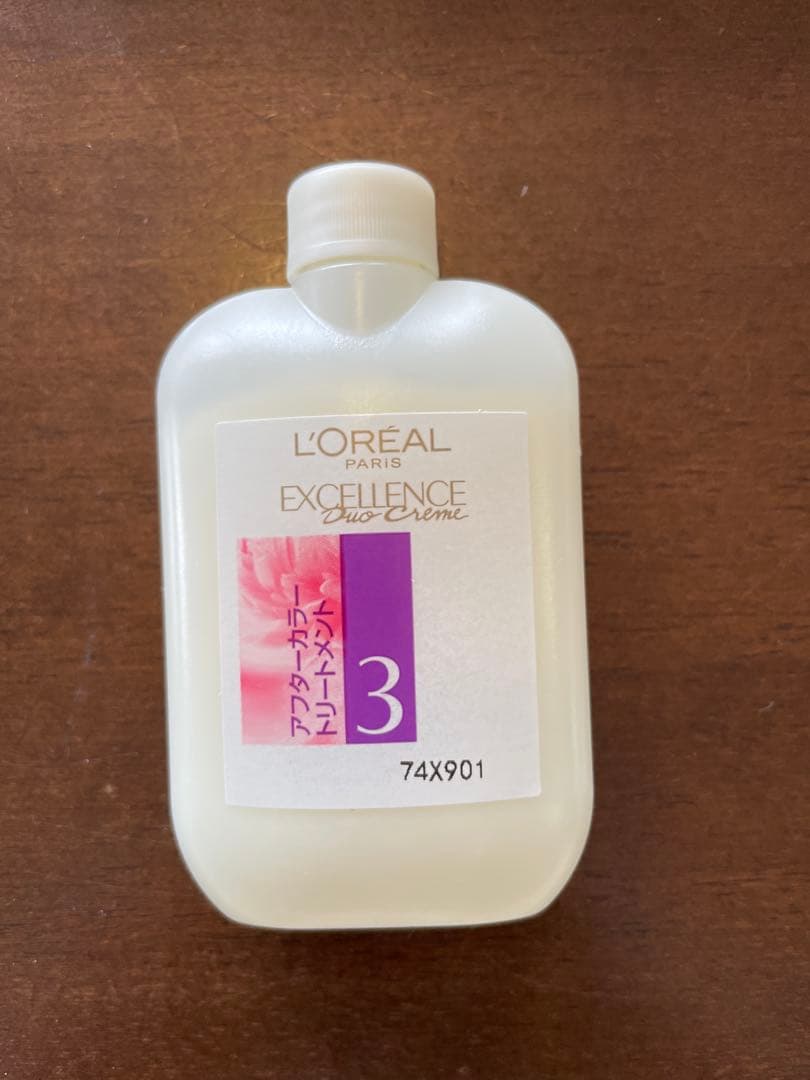 L'ORÉAL
PARIS
EXCELLENCE
Duo Creme
アフターカラー
トリートメント
3
74X901